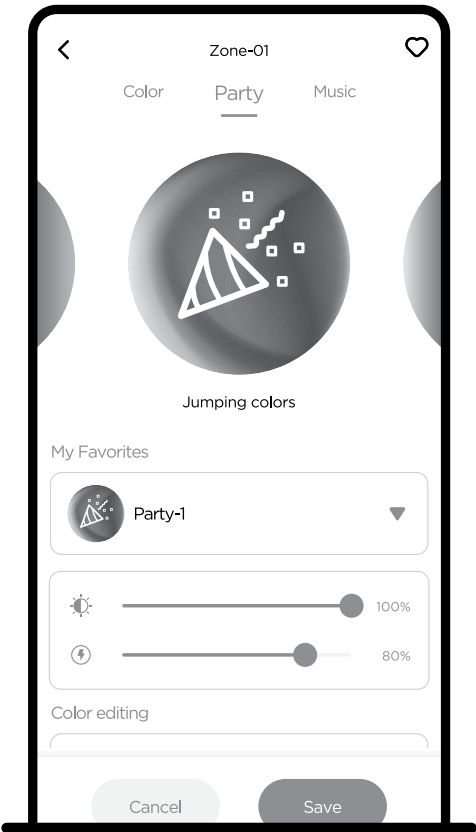 Zone-01
Color Party Music
Jumping colors
My Favorites
Party-1
100%
80%
Color editing
Cancel Save